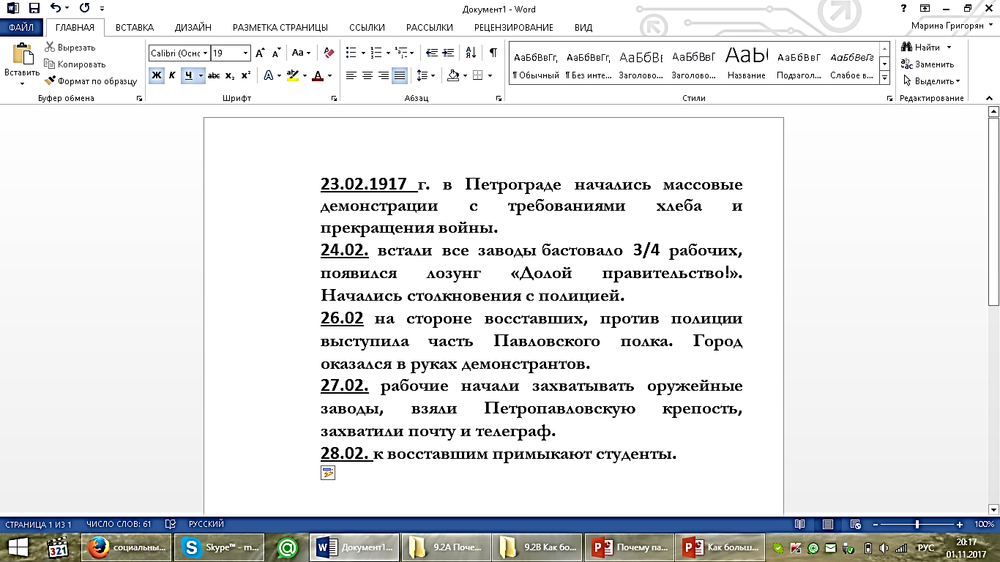 Документ1 - Word
?
ФАЙЛ ГЛАВНАЯ ВСТАВКА ДИЗАЙН РАЗМЕТКА СТРАНИЦЫ ССЫЛКИ РАССЫЛКИ РЕЦЕНЗИРОВАНИЕ ВИД Марина Григорян
Вставить
Вырезать
Копировать
Формат по образцу
Буфер обмена
Calibri (Оснс 19
Ж К Ч abc x₂ x²
Шрифт
Абзац
АаБбВвГг, АаБбВвГг, АаБбВı АаБбВвГ АаЬ АаБбВвГ АаБбВвГг
¶ Обычный ¶ Без инте... Заголово... Заголово... Название Подзагол... Слабое в...
Стили
Найти
Заменить
Выделить
Редактирование
23.02.1917 г. в Петрограде начались массовые
демонстрации с требованиями хлеба и
прекращения войны.
24.02. встали все заводы бастовало 3/4 рабочих,
появился лозунг «Долой правительство!».
Начались столкновения с полицией.
26.02 на стороне восставших, против полиции
выступила часть Павловского полка. Город
оказался в руках демонстрантов.
27.02. рабочие начали захватывать оружейные
заводы, взяли Петропавловскую крепость,
захватили почту и телеграф.
28.02. к восставшим примыкают студенты.
СТРАНИЦА 1 ИЗ 1 ЧИСЛО СЛОВ: 61 РУССКИЙ 100%
321 социальны... Skype™ - m... Документ1... 9.2А Поче... 9.2В Как бо... Почему па... Как больш... РУС 20:17
01.11.2017